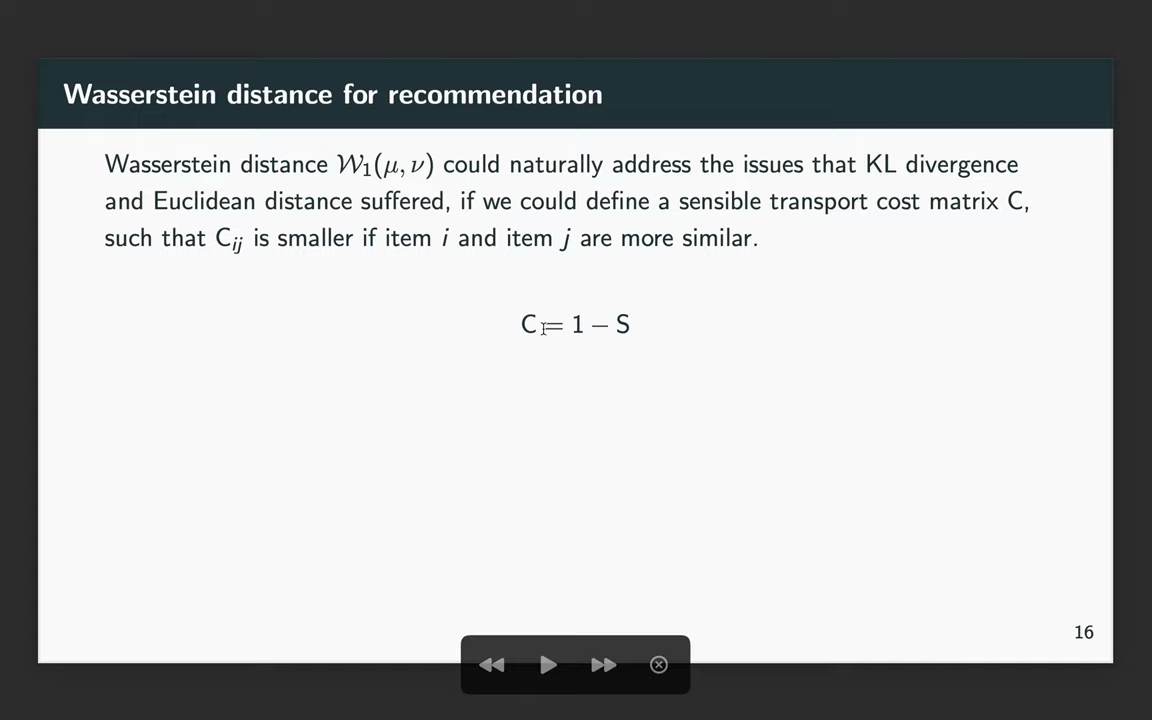 Wasserstein distance for recommendation
Wasserstein distance 𝒲₁(μ, ν) could naturally address the issues that KL divergence
and Euclidean distance suffered, if we could define a sensible transport cost matrix C,
such that Cᵢⱼ is smaller if item i and item j are more similar.
C = 1 − S
16